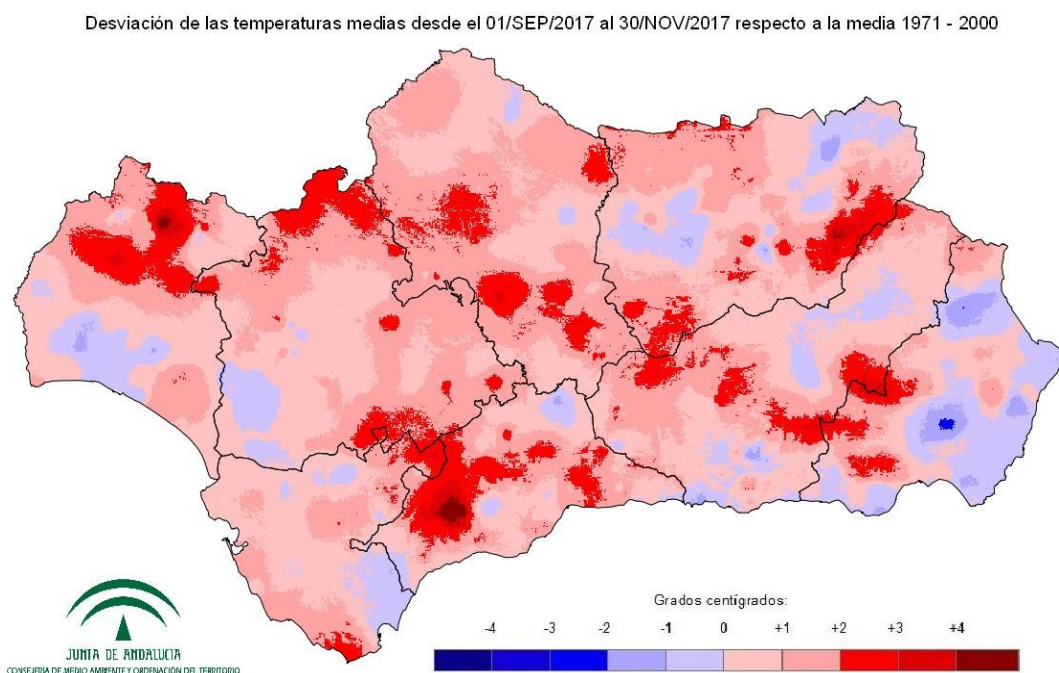 Desviación de las temperaturas medias desde el 01/SEP/2017 al 30/NOV/2017 respecto a la media 1971 - 2000
Grados centígrados:
-4 -3 -2 -1 0 +1 +2 +3 +4
JUNTA DE ANDALUCIA
CONSEJERÍA DE MEDIO AMBIENTE Y ORDENACIÓN DEL TERRITORIO